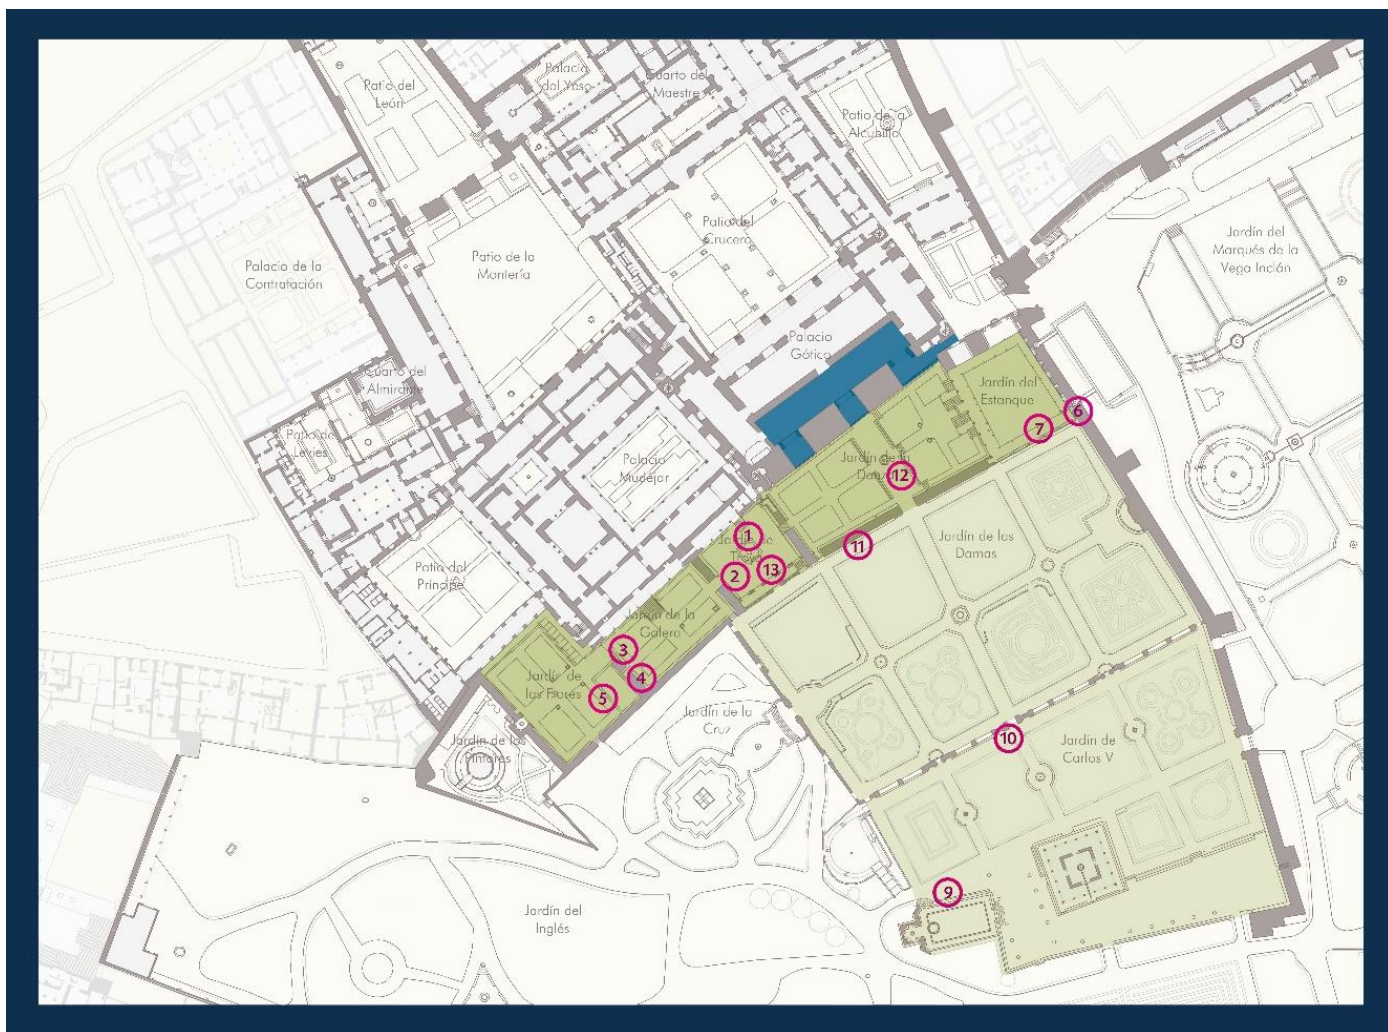 Palacio
del Yeso
Cuarto del
Maestre
Patio del
León
Patio de la
Alcubilla
Patio del
Crucero
Jardín del
Marqués de la
Vega Inclán
Patio de la
Montería
Palacio de la
Contratación
Palacio
Gótico
Cuarto del
Almirante
Jardín del
Estanque
6
7
Patio de
Levíes
Palacio
Mudéjar
Jardín de la
Danza
12
1
Jardín de
Troya
11
Jardín de las
Damas
2
13
Patio del
Príncipe
Jardín de la
Galera
3
4
Jardín de
las Flores
5
Jardín de la
Cruz
10
Jardín de
Carlos V
Jardín de los
Poetas
9
Jardín del
Inglés